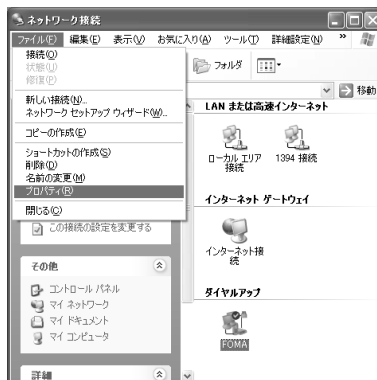 ネットワーク接続
ファイル(F) 編集(E) 表示(V) お気に入り(A) ツール(T) 詳細設定(N) »
接続(O)
状態(U)
修復(P)
新しい接続(N)...
ネットワーク セットアップ ウィザード(W)...
コピーの作成(C)
ショートカットの作成(S)
削除(D)
名前の変更(M)
プロパティ(R)
閉じる(C)
フォルダ
移動
この接続の設定を変更する
その他
コントロール パネル
マイ ネットワーク
マイ ドキュメント
マイ コンピュータ
詳細
LAN または高速インターネット
ローカル エリア
接続
1394 接続
インターネット ゲートウェイ
インターネット接
続
ダイヤルアップ
FOMA